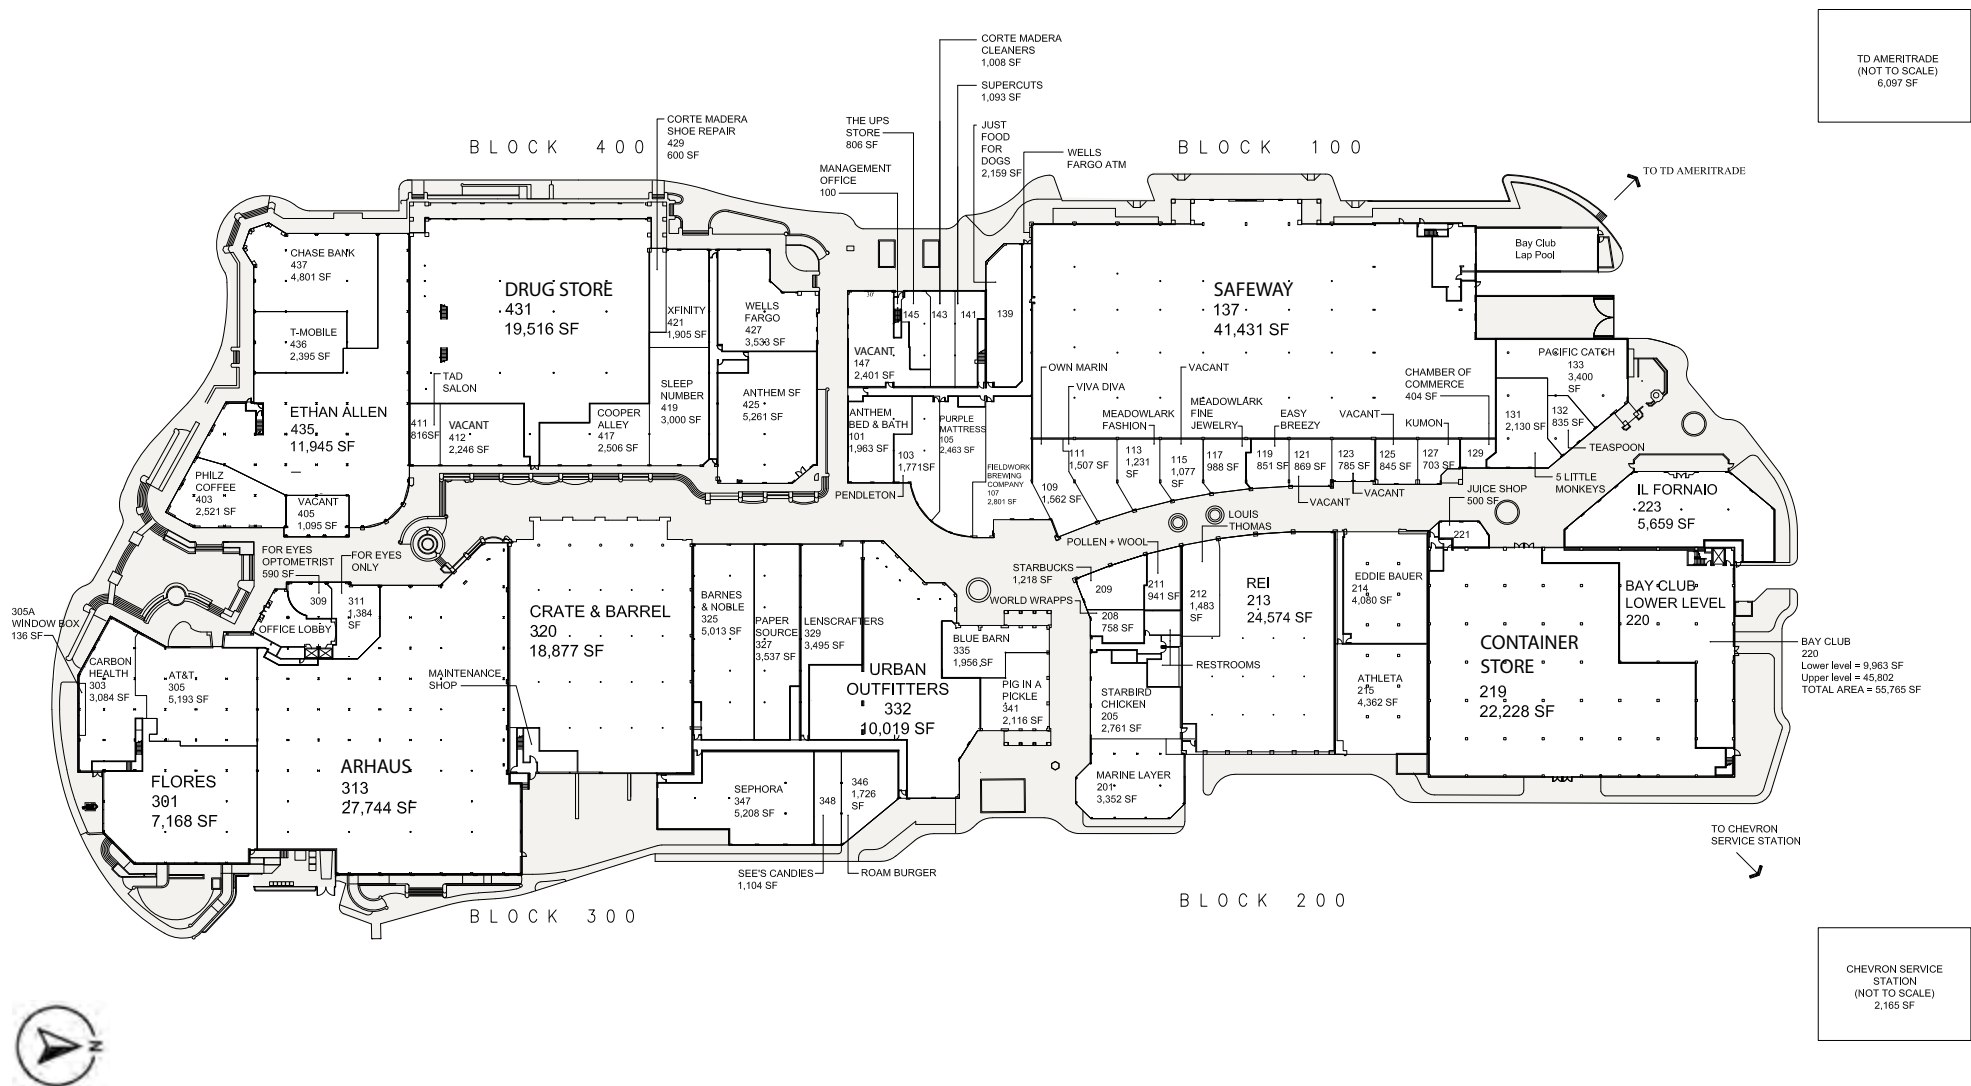 TD AMERITRADE
(NOT TO SCALE)
6,097 SF
BLOCK 400
BLOCK 100
CORTE MADERA
CLEANERS
1,008 SF
SUPERCUTS
1,093 SF
THE UPS
STORE
806 SF
JUST
FOOD
FOR
DOGS
2,159 SF
MANAGEMENT
OFFICE
100
WELLS
FARGO ATM
CORTE MADERA
SHOE REPAIR
429
600 SF
TO TD AMERITRADE
CHASE BANK
437
4,801 SF
T-MOBILE
436
2,395 SF
DRUG STORE
431
19,516 SF
XFINITY
421
1,905 SF
WELLS
FARGO
427
3,533 SF
TAD
SALON
411
816SF
VACANT
412
2,246 SF
COOPER
ALLEY
417
2,506 SF
SLEEP
NUMBER
419
3,000 SF
ANTHEM SF
425
5,261 SF
ETHAN ALLEN
435
11,945 SF
PHILZ
COFFEE
403
2,521 SF
VACANT
405
1,095 SF
145
143
141
139
VACANT
147
2,401 SF
ANTHEM
BED & BATH
101
1,963 SF
103
1,771SF
PENDLETON
PURPLE
MATTRESS
105
2,463 SF
FIELDWORK
BREWING
COMPANY
107
2,801 SF
SAFEWAY
137
41,431 SF
Bay Club
Lap Pool
OWN MARIN
VIVA DIVA
VACANT
MEADOWLARK
FASHION
MEADOWLARK
FINE
JEWELRY
EASY
BREEZY
VACANT
CHAMBER OF
COMMERCE
404 SF
KUMON
109
1,562 SF
111
1,507 SF
113
1,231
SF
115
1,077
SF
117
988 SF
119
851 SF
121
869 SF
123
785 SF
125
845 SF
127
703 SF
129
VACANT
VACANT
PACIFIC CATCH
133
3,400
SF
131
2,130 SF
132
835 SF
TEASPOON
5 LITTLE
MONKEYS
JUICE SHOP
500 SF
221
IL FORNAIO
223
5,659 SF
LOUIS
THOMAS
POLLEN + WOOL
STARBUCKS
1,218 SF
WORLD WRAPPS
209
211
941 SF
208
758 SF
212
1,483
SF
RESTROOMS
STARBIRD
CHICKEN
205
2,761 SF
MARINE LAYER
201
3,352 SF
REI
213
24,574 SF
EDDIE BAUER
214
4,080 SF
ATHLETA
215
4,362 SF
CONTAINER
STORE
219
22,228 SF
BAY CLUB
LOWER LEVEL
220
BAY CLUB
220
Lower level = 9,963 SF
Upper level = 45,802
TOTAL AREA = 55,765 SF
FOR EYES
OPTOMETRIST
590 SF
FOR EYES
ONLY
309
311
1,384
SF
OFFICE LOBBY
305A
WINDOW BOX
136 SF
CARBON
HEALTH
303
3,084 SF
AT&T
305
5,193 SF
FLORES
301
7,168 SF
ARHAUS
313
27,744 SF
MAINTENANCE
SHOP
CRATE & BARREL
320
18,877 SF
BARNES
& NOBLE
325
5,013 SF
PAPER
SOURCE
327
3,537 SF
LENSCRAFTERS
329
3,495 SF
URBAN
OUTFITTERS
332
10,019 SF
BLUE BARN
335
1,956 SF
PIG IN A
PICKLE
341
2,116 SF
SEPHORA
347
5,208 SF
348
346
1,726
SF
SEE'S CANDIES
1,104 SF
ROAM BURGER
BLOCK 300
BLOCK 200
TO CHEVRON
SERVICE STATION
CHEVRON SERVICE
STATION
(NOT TO SCALE)
2,165 SF
N